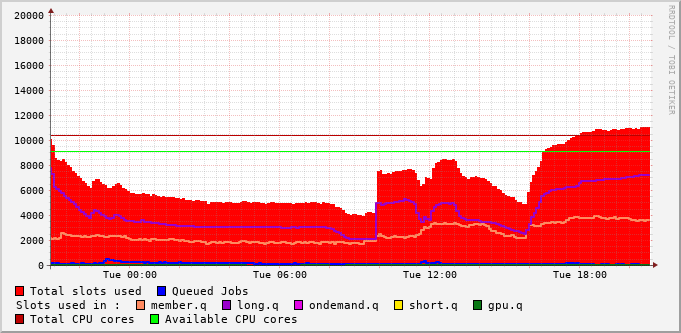 20000
18000
16000
14000
12000
10000
8000
6000
4000
2000
0
Tue 00:00 Tue 06:00 Tue 12:00 Tue 18:00
RRDTOOL / TOBI OETIKER
Total slots used Queued Jobs
Slots used in : member.q long.q ondemand.q short.q gpu.q
Total CPU cores Available CPU cores